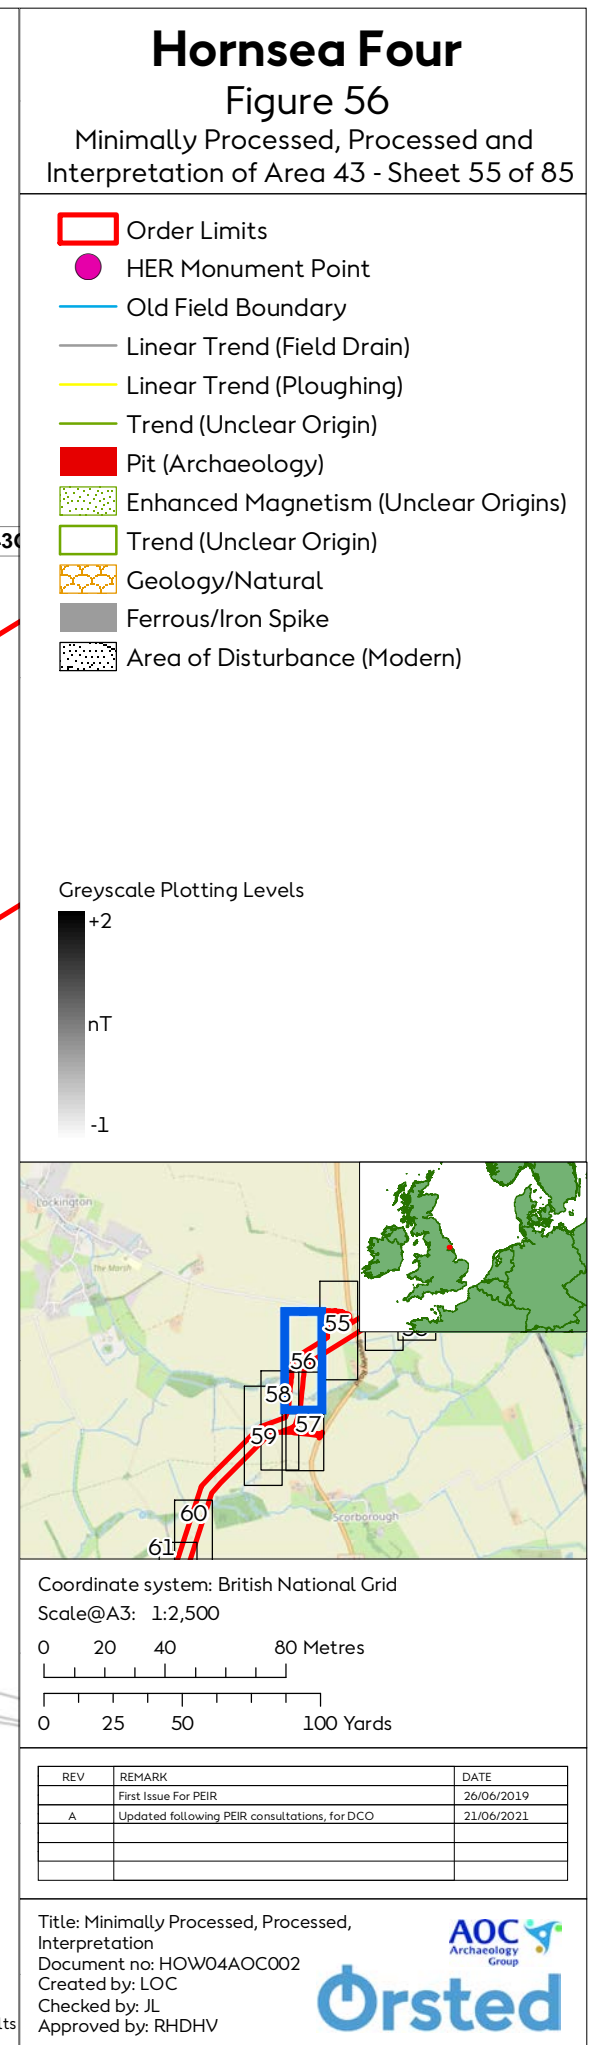 Hornsea Four
Figure 56
Minimally Processed, Processed and
Interpretation of Area 43 - Sheet 55 of 85
Order Limits
HER Monument Point
Old Field Boundary
Linear Trend (Field Drain)
Linear Trend (Ploughing)
Trend (Unclear Origin)
Pit (Archaeology)
Enhanced Magnetism (Unclear Origins)
Trend (Unclear Origin)
Geology/Natural
Ferrous/Iron Spike
Area of Disturbance (Modern)
Greyscale Plotting Levels
+2
nT
-1
Lockington
The Marsh
55
56
58
57
59
60
Scorborough
61
Coordinate system: British National Grid
Scale@A3: 1:2,500
0 20 40 80 Metres
0 25 50 100 Yards
REV REMARK DATE
First Issue For PEIR 26/06/2019
A Updated following PEIR consultations, for DCO 21/06/2021
Title: Minimally Processed, Processed,
Interpretation
Document no: HOW04AOC002
Created by: LOC
Checked by: JL
Approved by: RHDHV
AOC
Archaeology
Group
Orsted